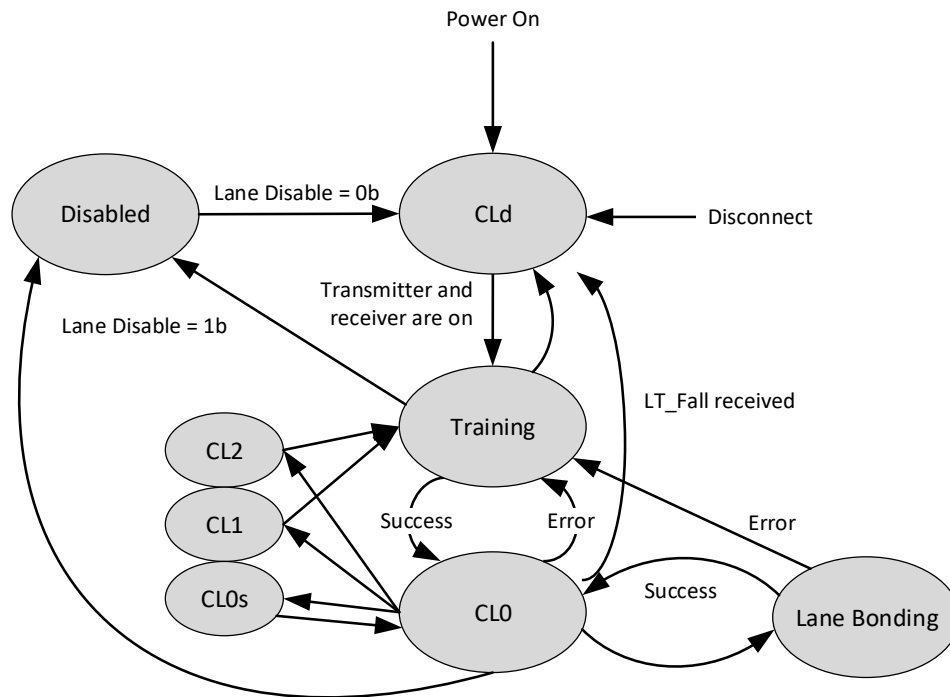 Power On
Disabled
Lane Disable = 0b
CLd
Disconnect
Transmitter and
receiver are on
Lane Disable = 1b
LT_Fall received
Training
CL2
CL1
Success
Error
Error
CL0s
CL0
Success
Lane Bonding